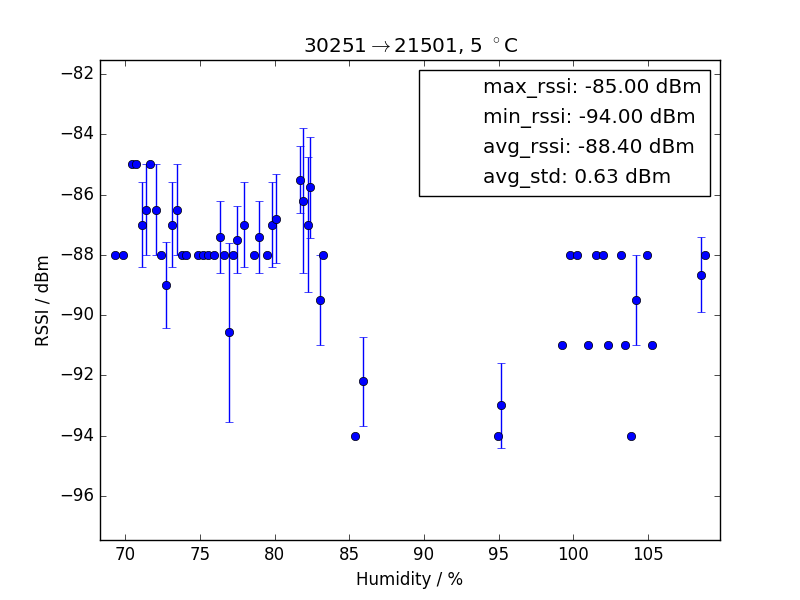 30251→21501, 5 °C
max_rssi: -85.00 dBm
min_rssi: -94.00 dBm
avg_rssi: -88.40 dBm
avg_std: 0.63 dBm
RSSI / dBm
−82
−84
−86
−88
−90
−92
−94
−96
70 75 80 85 90 95 100 105
Humidity / %